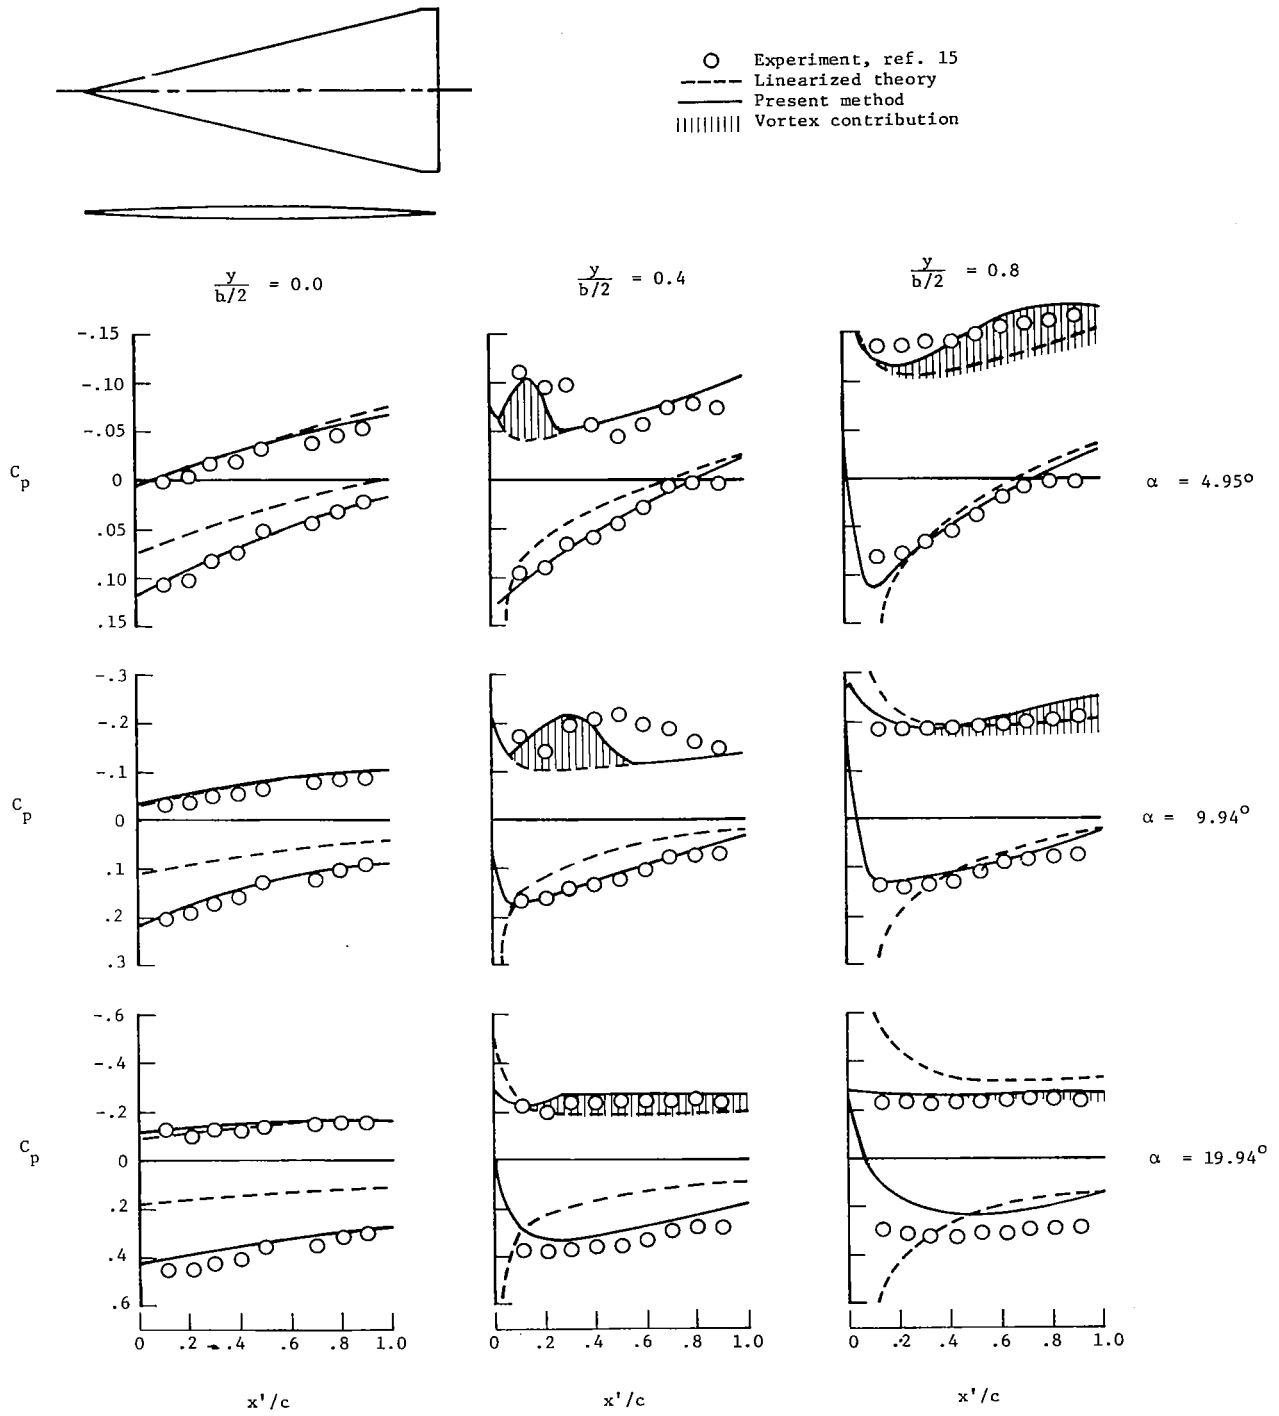 Experiment, ref. 15
Linearized theory
Present method
Vortex contribution
y
b/2 = 0.0
y
b/2 = 0.4
y
b/2 = 0.8
-.15
-.10
-.05
0
.05
.10
.15
Cp
α = 4.95°
-.3
-.2
-.1
0
.1
.2
.3
Cp
α = 9.94°
-.6
-.4
-.2
0
.2
.4
.6
Cp
α = 19.94°
0 .2 .4 .6 .8 1.0
0 .2 .4 .6 .8 1.0
0 .2 .4 .6 .8 1.0
x'/c
x'/c
x'/c